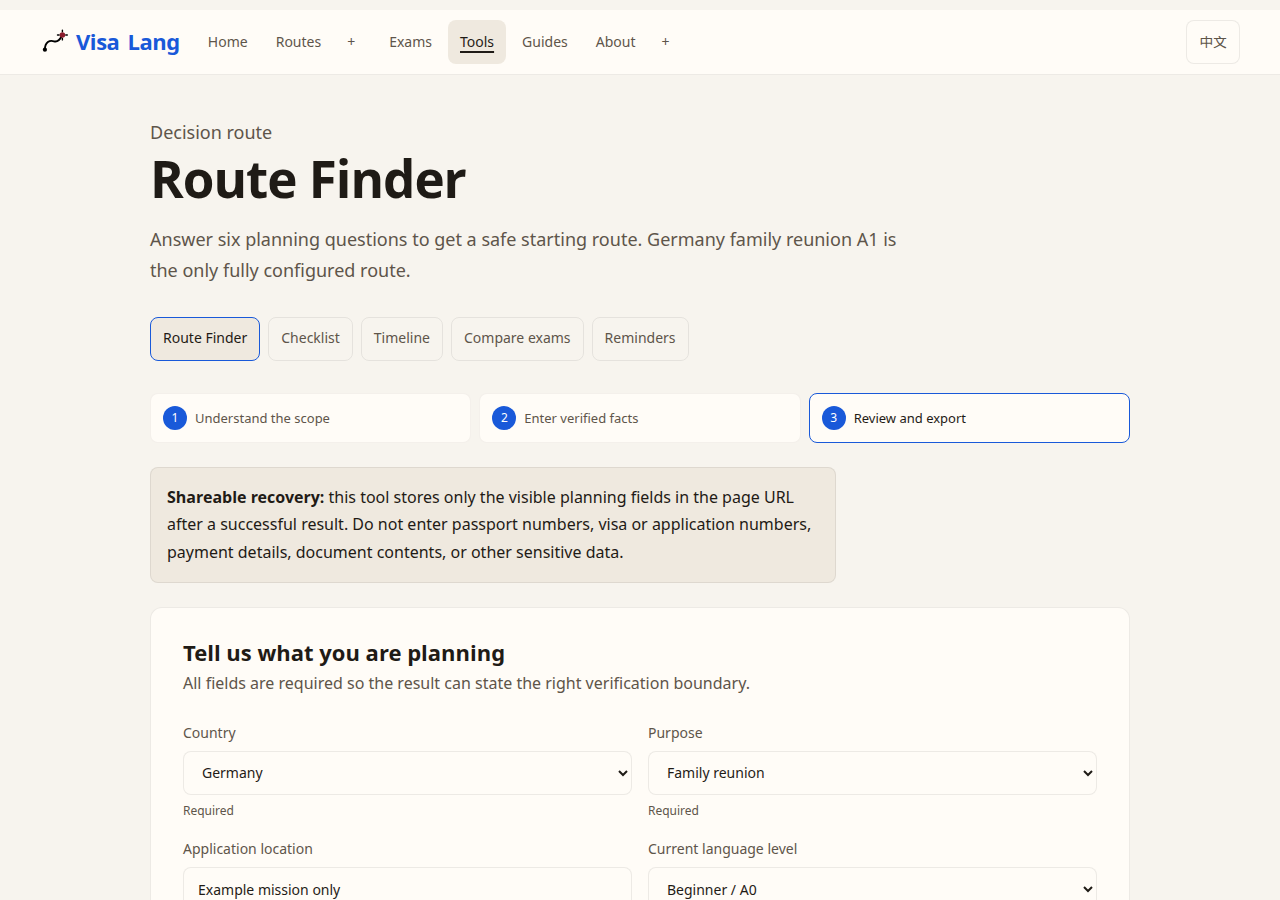 Visa Lang
Home
Routes
+
Exams
Tools
Guides
About
+
中文
Decision route
Route Finder
Answer six planning questions to get a safe starting route. Germany family reunion A1 is
the only fully configured route.
Route Finder
Checklist
Timeline
Compare exams
Reminders
1 Understand the scope
2 Enter verified facts
3 Review and export
Shareable recovery: this tool stores only the visible planning fields in the page URL
after a successful result. Do not enter passport numbers, visa or application numbers,
payment details, document contents, or other sensitive data.
Tell us what you are planning
All fields are required so the result can state the right verification boundary.
Country
Purpose
Germany
Family reunion
Required
Required
Application location
Current language level
Example mission only
Beginner / A0